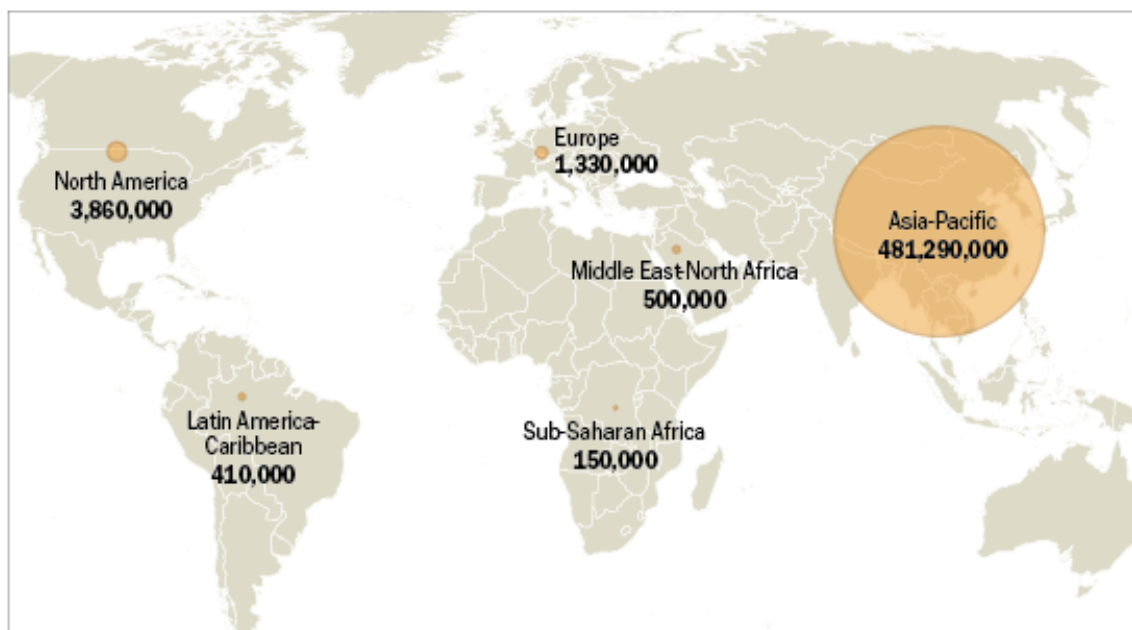 Europe
1,330,000
North America
3,860,000
Asia-Pacific
481,290,000
Middle East-North Africa
500,000
Latin America-
Caribbean
410,000
Sub-Saharan Africa
150,000